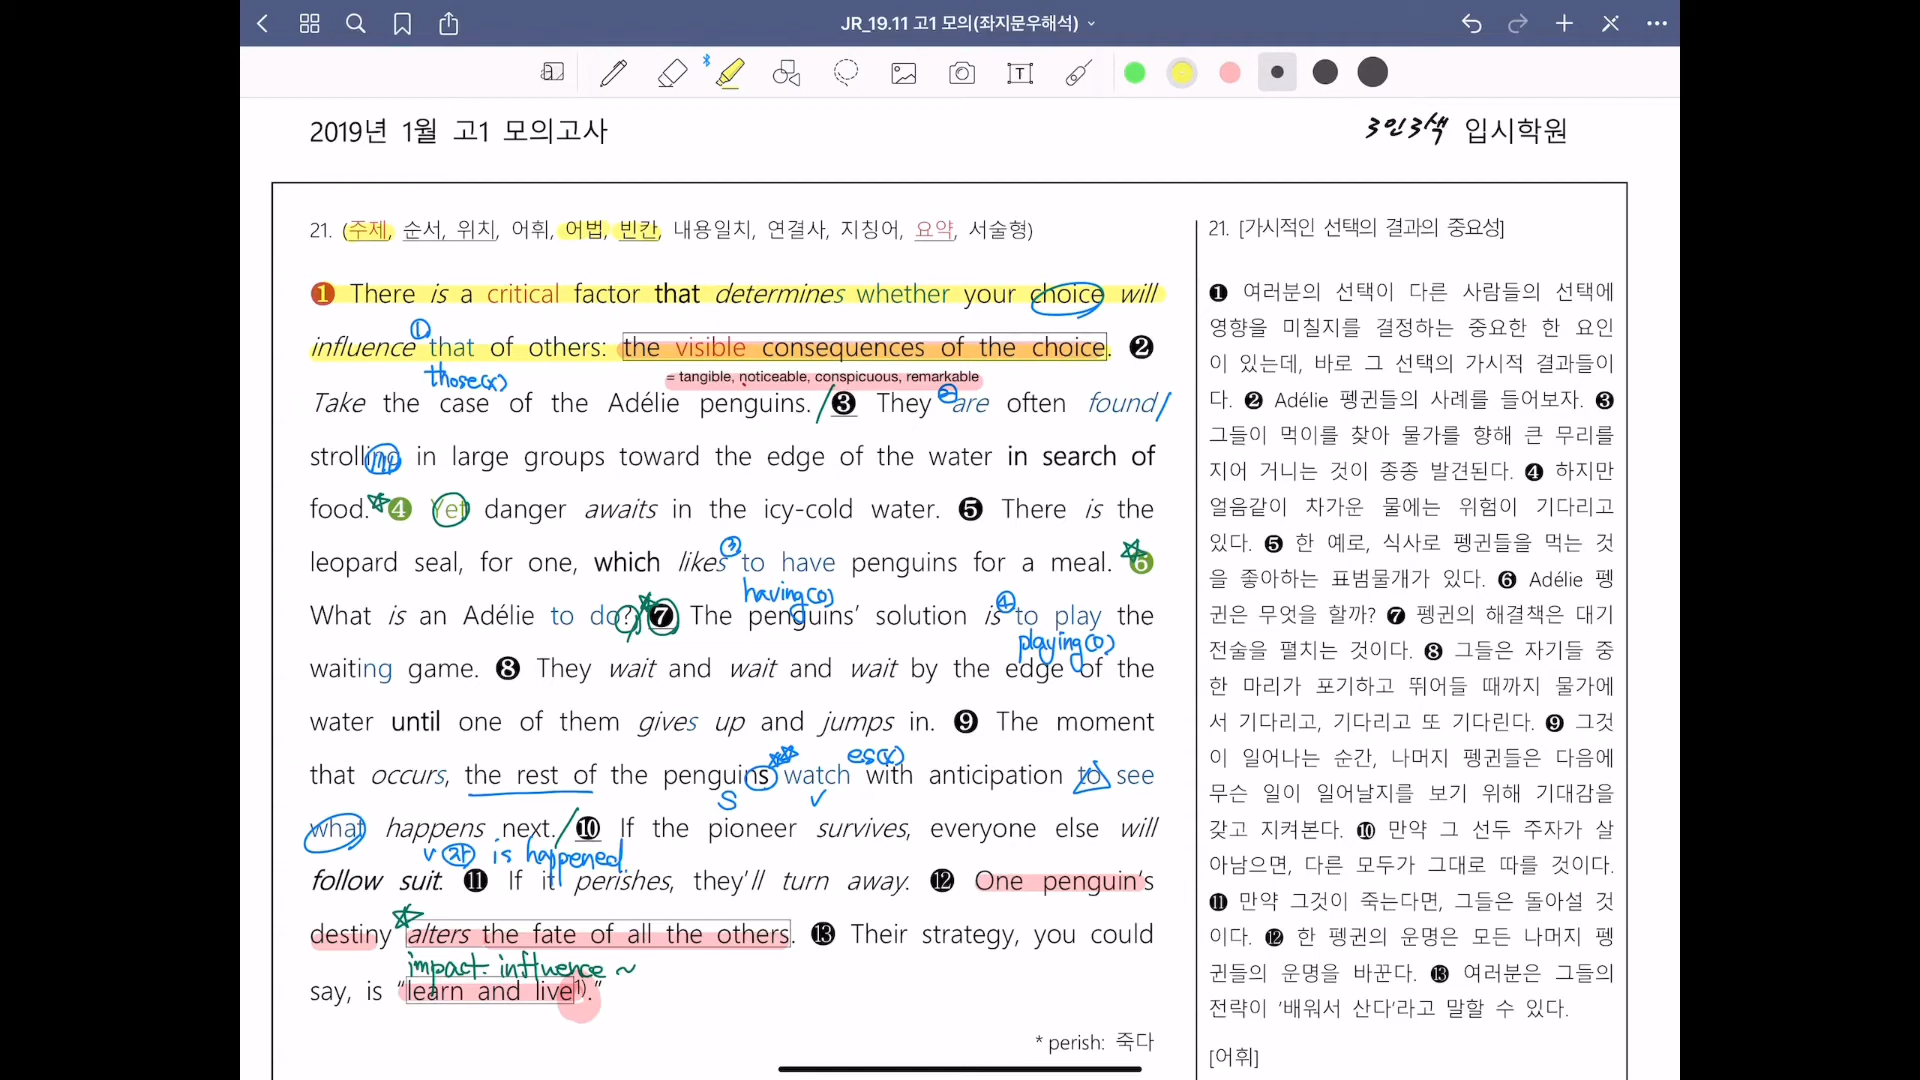 JR_19.11 고1 모의(좌지문우해석)
2019년 1월 고1 모의고사
3인3색 입시학원
21. (주제, 순서, 위치, 어휘, 어법, 빈칸, 내용일치, 연결사, 지칭어, 요약, 서술형)
❶ There is a critical factor that determines whether your choice will
①
influence that of others: the visible consequences of the choice. ❷
those(x)
= tangible, noticeable, conspicuous, remarkable
②
Take the case of the Adélie penguins. ❸ They are often found
strolling in large groups toward the edge of the water in search of
food. ❹ Yet danger awaits in the icy-cold water. ❺ There is the
③
leopard seal, for one, which likes to have penguins for a meal. ❻
having(o)
④
What is an Adélie to do? ❼ The penguins' solution is to play the
playing(o)
waiting game. ❽ They wait and wait and wait by the edge of the
water until one of them gives up and jumps in. ❾ The moment
es(x)
that occurs, the rest of the penguins watch with anticipation to see
S V
what happens next. ❿ If the pioneer survives, everyone else will
v 자 is happened
follow suit. ⓫ If it perishes, they'll turn away. ⓬ One penguin's
destiny alters the fate of all the others. ⓭ Their strategy, you could
impact. influence ~
say, is “learn and live1).”
* perish: 죽다
21. [가시적인 선택의 결과의 중요성]
❶ 여러분의 선택이 다른 사람들의 선택에
영향을 미칠지를 결정하는 중요한 한 요인
이 있는데, 바로 그 선택의 가시적 결과들이
다. ❷ Adélie 펭귄들의 사례를 들어보자. ❸
그들이 먹이를 찾아 물가를 향해 큰 무리를
지어 거니는 것이 종종 발견된다. ❹ 하지만
얼음같이 차가운 물에는 위험이 기다리고
있다. ❺ 한 예로, 식사로 펭귄들을 먹는 것
을 좋아하는 표범물개가 있다. ❻ Adélie 펭
귄은 무엇을 할까? ❼ 펭귄의 해결책은 대기
전술을 펼치는 것이다. ❽ 그들은 자기들 중
한 마리가 포기하고 뛰어들 때까지 물가에
서 기다리고, 기다리고 또 기다린다. ❾ 그것
이 일어나는 순간, 나머지 펭귄들은 다음에
무슨 일이 일어날지를 보기 위해 기대감을
갖고 지켜본다. ❿ 만약 그 선두 주자가 살
아남으면, 다른 모두가 그대로 따를 것이다.
⓫ 만약 그것이 죽는다면, 그들은 돌아설 것
이다. ⓬ 한 펭귄의 운명은 모든 나머지 펭
귄들의 운명을 바꾼다. ⓭ 여러분은 그들의
전략이 ‘배워서 산다’라고 말할 수 있다.
[어휘]